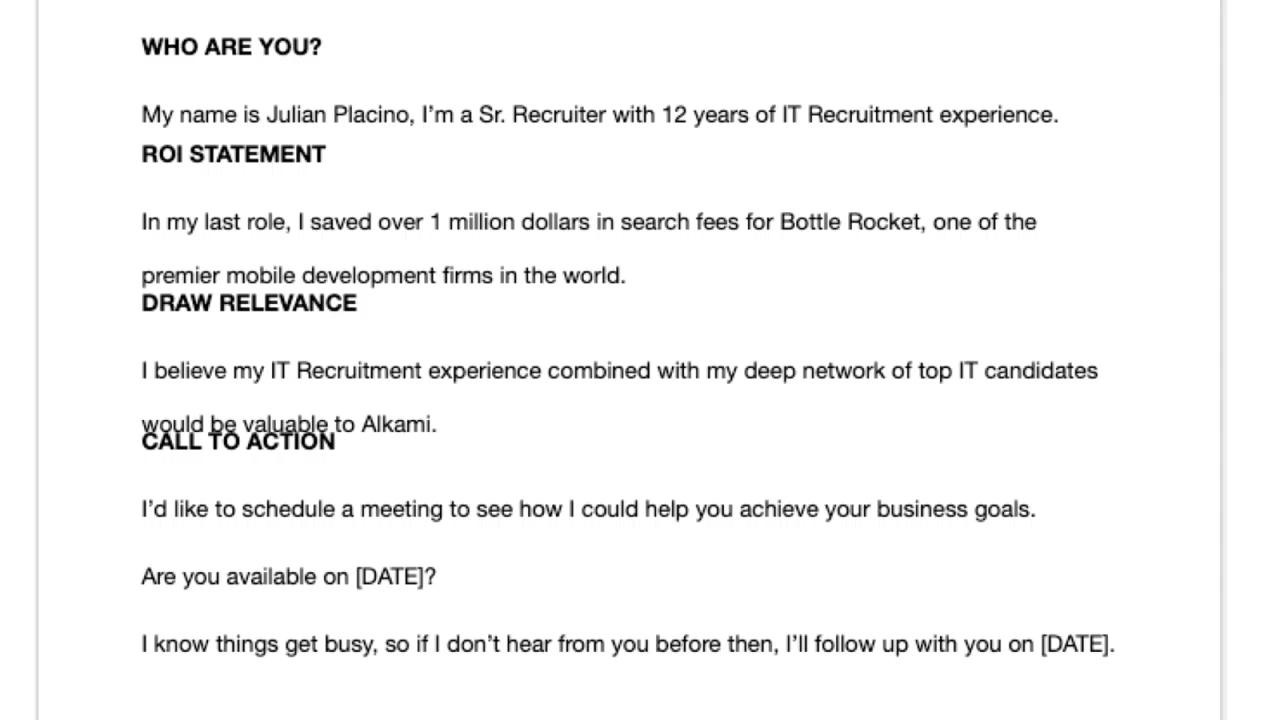 WHO ARE YOU?
My name is Julian Placino, I’m a Sr. Recruiter with 12 years of IT Recruitment experience.
ROI STATEMENT
In my last role, I saved over 1 million dollars in search fees for Bottle Rocket, one of the
premier mobile development firms in the world.
DRAW RELEVANCE
I believe my IT Recruitment experience combined with my deep network of top IT candidates
would be valuable to Alkami.
CALL TO ACTION
I’d like to schedule a meeting to see how I could help you achieve your business goals.
Are you available on [DATE]?
I know things get busy, so if I don’t hear from you before then, I’ll follow up with you on [DATE].